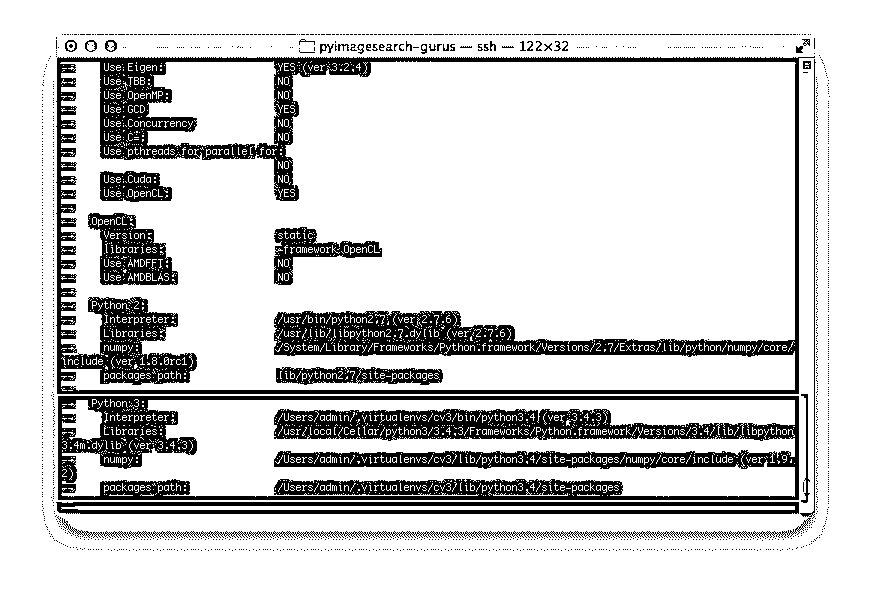 pyimagesearch-gurus — ssh — 122×32
-- Use Eigen: YES (ver 3.2.4)
-- Use TBB: NO
-- Use OpenMP: NO
-- Use GCD YES
-- Use Concurrency NO
-- Use C=: NO
-- Use pthreads for parallel for:
-- NO
-- Use Cuda: NO
-- Use OpenCL: YES
--
-- OpenCL:
-- Version: static
-- libraries: -framework OpenCL
-- Use AMDFFT: NO
-- Use AMDBLAS: NO
--
-- Python 2:
-- Interpreter: /usr/bin/python2.7 (ver 2.7.6)
-- Libraries: /usr/lib/libpython2.7.dylib (ver 2.7.6)
-- numpy: /System/Library/Frameworks/Python.framework/Versions/2.7/Extras/lib/python/numpy/core/
include (ver 1.8.0rc1)
-- packages path: lib/python2.7/site-packages
--
-- Python 3:
-- Interpreter: /Users/admin/.virtualenvs/cv3/bin/python3.4 (ver 3.4.3)
-- Libraries: /usr/local/Cellar/python3/3.4.3/Frameworks/Python.framework/Versions/3.4/lib/libpython
3.4m.dylib (ver 3.4.3)
-- numpy: /Users/admin/.virtualenvs/cv3/lib/python3.4/site-packages/numpy/core/include (ver 1.9.
-- packages path: /Users/admin/.virtualenvs/cv3/lib/python3.4/site-packages
--